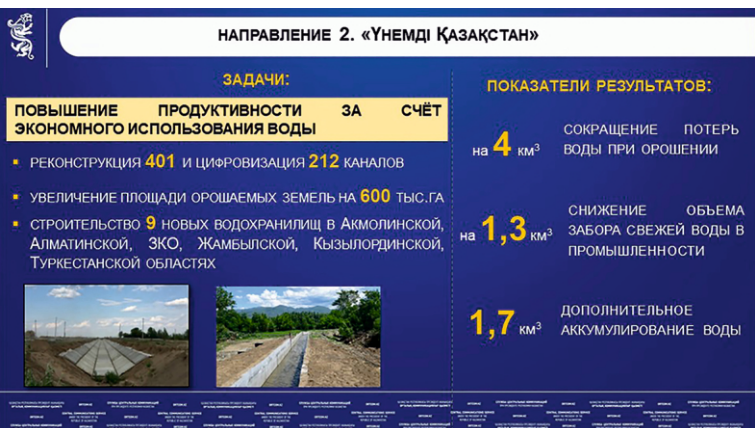 НАПРАВЛЕНИЕ 2. «ҮНЕМДІ ҚАЗАҚСТАН»
ЗАДАЧИ:
ПОВЫШЕНИЕ ПРОДУКТИВНОСТИ ЗА СЧЁТ
ЭКОНОМНОГО ИСПОЛЬЗОВАНИЯ ВОДЫ
▪ РЕКОНСТРУКЦИЯ 401 И ЦИФРОВИЗАЦИЯ 212 КАНАЛОВ
▪ УВЕЛИЧЕНИЕ ПЛОЩАДИ ОРОШАЕМЫХ ЗЕМЕЛЬ НА 600 ТЫС.ГА
▪ СТРОИТЕЛЬСТВО 9 НОВЫХ ВОДОХРАНИЛИЩ В АКМОЛИНСКОЙ,
АЛМАТИНСКОЙ, ЗКО, ЖАМБЫЛСКОЙ, КЫЗЫЛОРДИНСКОЙ,
ТУРКЕСТАНСКОЙ ОБЛАСТЯХ
ПОКАЗАТЕЛИ РЕЗУЛЬТАТОВ:
на 4 км³
СОКРАЩЕНИЕ ПОТЕРЬ
ВОДЫ ПРИ ОРОШЕНИИ
на 1,3 км³
СНИЖЕНИЕ ОБЪЕМА
ЗАБОРА СВЕЖЕЙ ВОДЫ В
ПРОМЫШЛЕННОСТИ
1,7 км³
ДОПОЛНИТЕЛЬНОЕ
АККУМУЛИРОВАНИЕ ВОДЫ